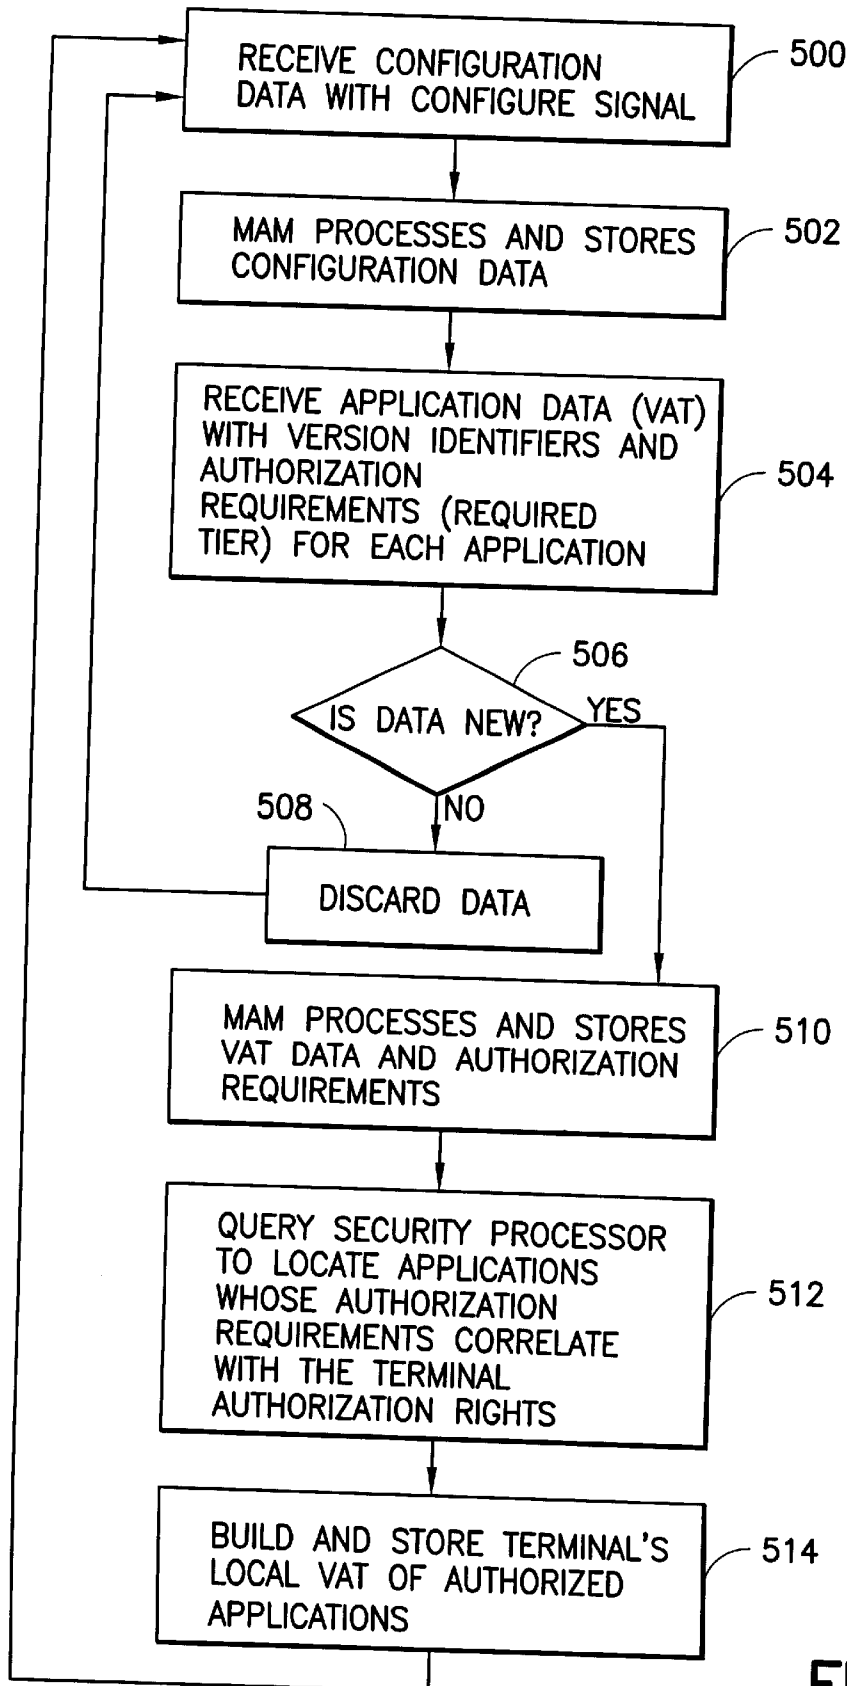 RECEIVE CONFIGURATION
DATA WITH CONFIGURE SIGNAL
500
MAM PROCESSES AND STORES
CONFIGURATION DATA
502
RECEIVE APPLICATION DATA (VAT)
WITH VERSION IDENTIFIERS AND
AUTHORIZATION
REQUIREMENTS (REQUIRED
TIER) FOR EACH APPLICATION
504
506
IS DATA NEW?
YES
NO
508
DISCARD DATA
MAM PROCESSES AND STORES
VAT DATA AND AUTHORIZATION
REQUIREMENTS
510
QUERY SECURITY PROCESSOR
TO LOCATE APPLICATIONS
WHOSE AUTHORIZATION
REQUIREMENTS CORRELATE
WITH THE TERMINAL
AUTHORIZATION RIGHTS
512
BUILD AND STORE TERMINAL'S
LOCAL VAT OF AUTHORIZED
APPLICATIONS
514